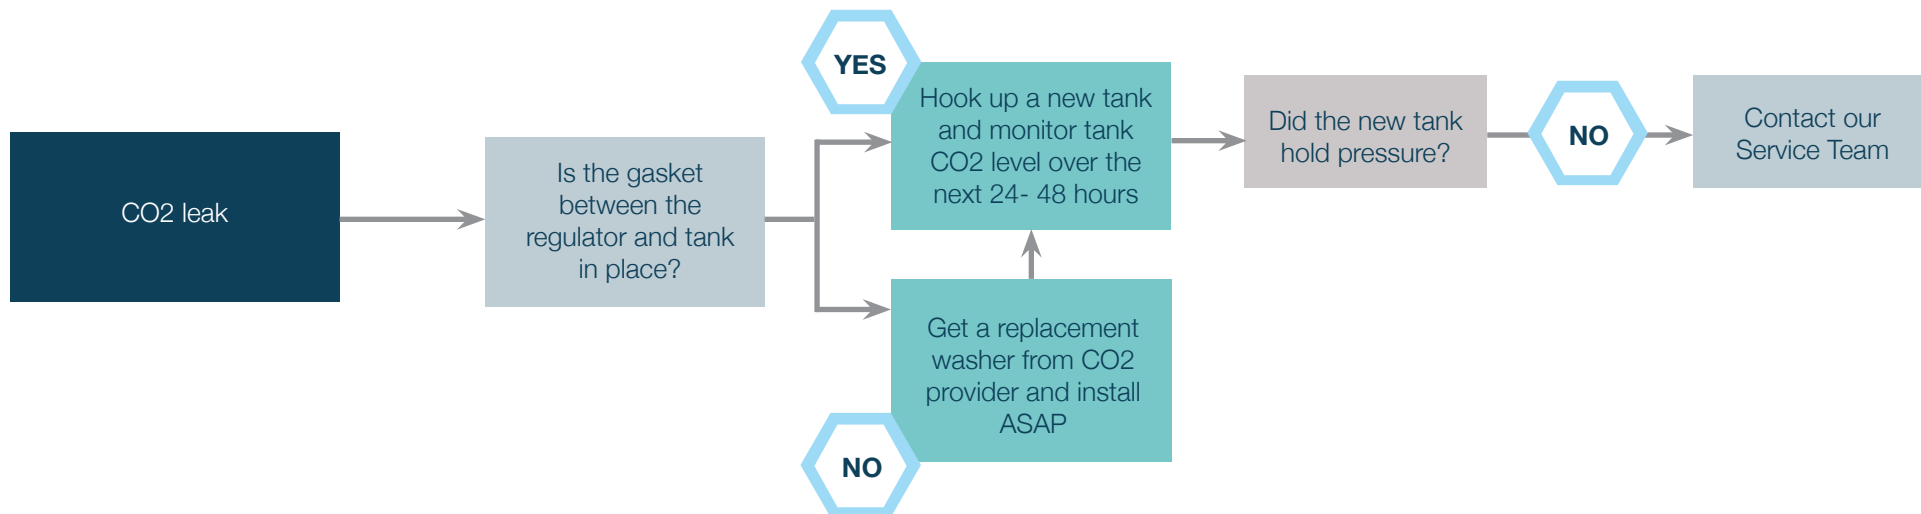 CO2 leak
Is the gasket
between the
regulator and tank
in place?
YES
Hook up a new tank
and monitor tank
CO2 level over the
next 24- 48 hours
Get a replacement
washer from CO2
provider and install
ASAP
NO
Did the new tank
hold pressure?
NO
Contact our
Service Team